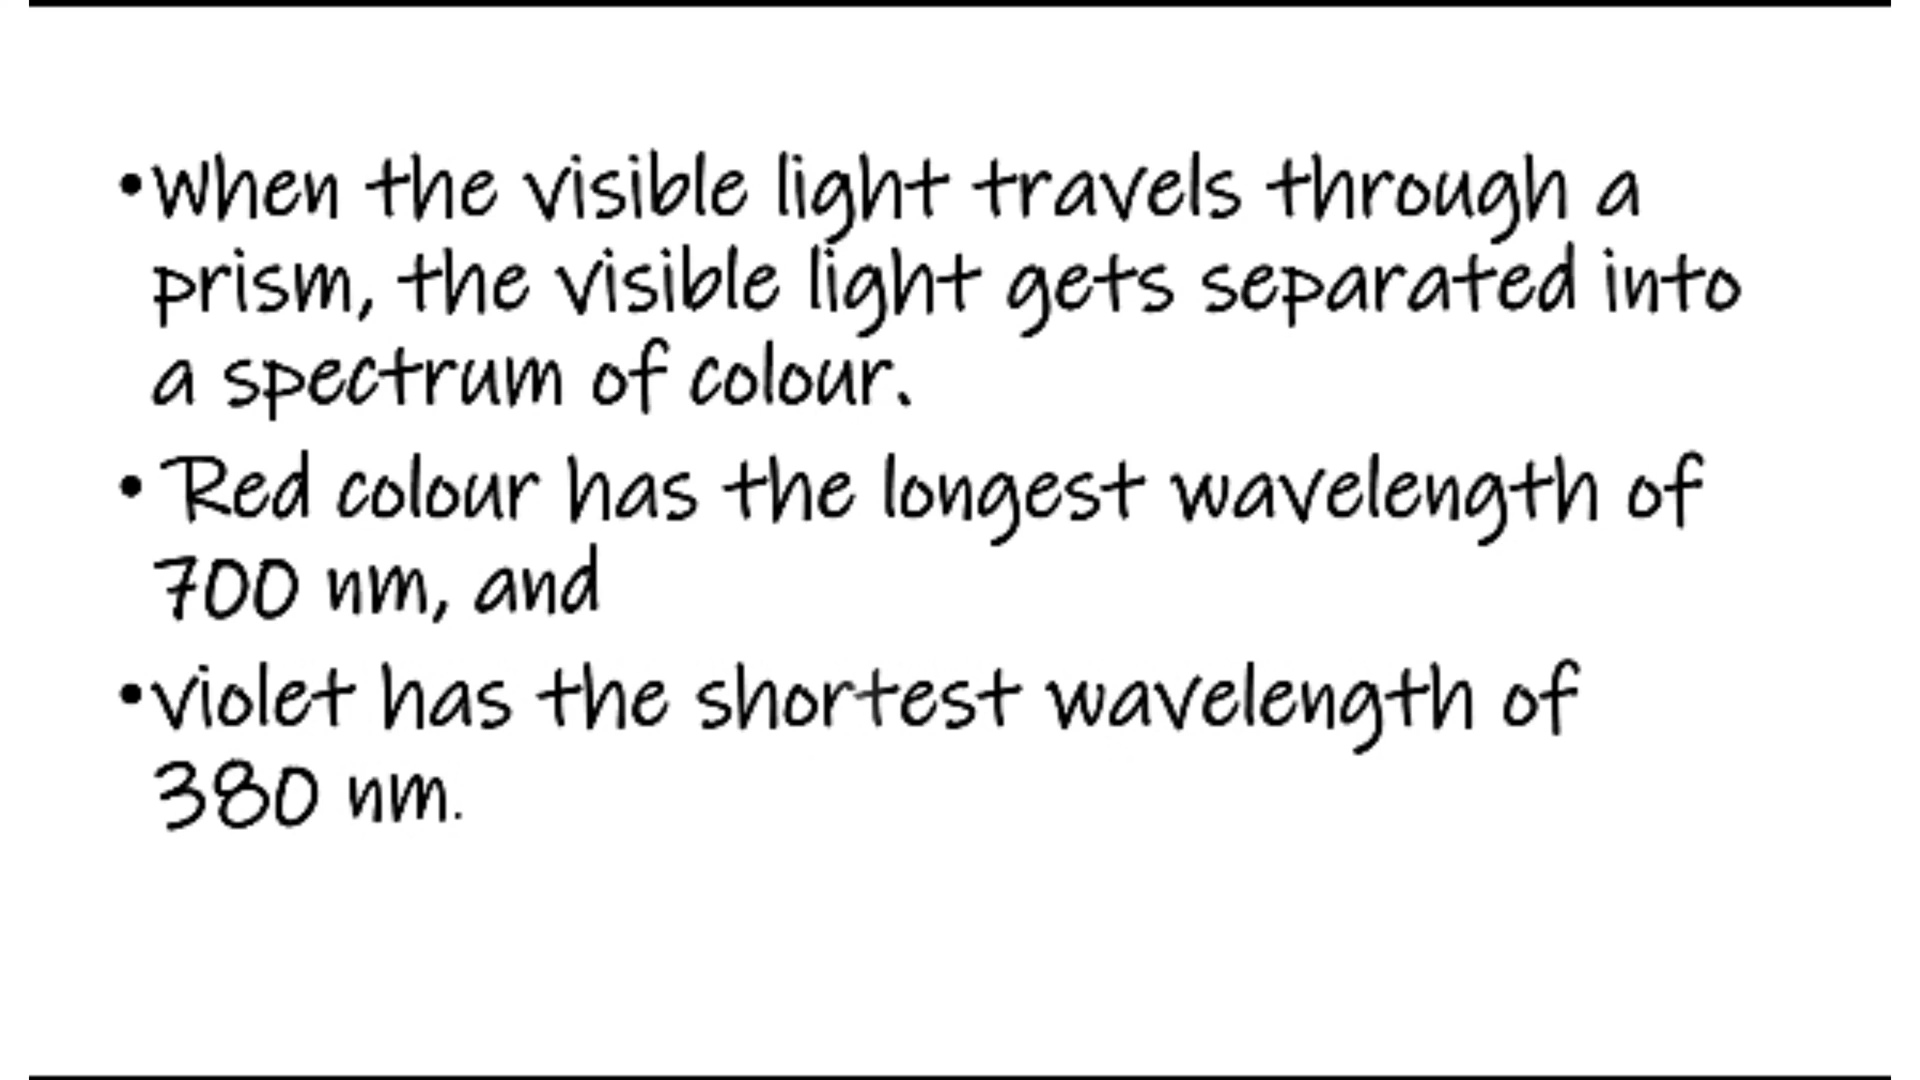 •When the visible light travels through a
prism, the visible light gets separated into
a spectrum of colour.
• Red colour has the longest wavelength of
700 nm, and
•violet has the shortest wavelength of
380 nm.